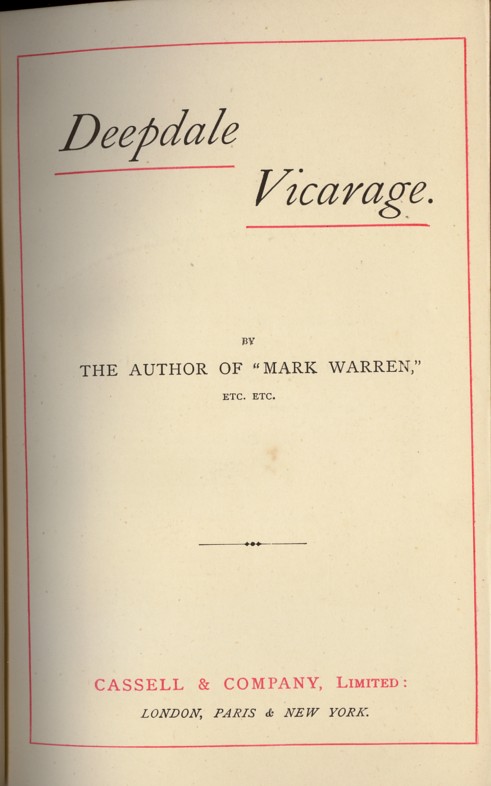 Deepdale
Vicarage.
BY
THE AUTHOR OF "MARK WARREN,"
ETC. ETC.
CASSELL & COMPANY, LIMITED:
LONDON, PARIS & NEW YORK.